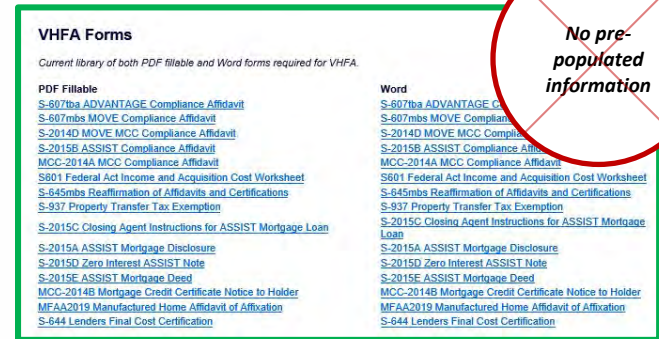 VHFA Forms
Current library of both PDF fillable and Word forms required for VHFA.
No pre-
populated
information
PDF Fillable
S-607tba ADVANTAGE Compliance Affidavit
S-607mbs MOVE Compliance Affidavit
S-2014D MOVE MCC Compliance Affidavit
S-2015B ASSIST Compliance Affidavit
MCC-2014A MCC Compliance Affidavit
S601 Federal Act Income and Acquisition Cost Worksheet
S-645mbs Reaffirmation of Affidavits and Certifications
S-937 Property Transfer Tax Exemption
S-2015C Closing Agent Instructions for ASSIST Mortgage Loan
S-2015A ASSIST Mortgage Disclosure
S-2015D Zero Interest ASSIST Note
S-2015E ASSIST Mortgage Deed
MCC-2014B Mortgage Credit Certificate Notice to Holder
MFAA2019 Manufactured Home Affidavit of Affixation
S-644 Lenders Final Cost Certification
Word
S-607tba ADVANTAGE
S-607mbs MOVE
S-2014D MOVE MCC
S-2015B ASSIST Compliance
MCC-2014A MCC Compliance Affidavit
S601 Federal Act Income and Acquisition Cost Worksheet
S-645mbs Reaffirmation of Affidavits and Certifications
S-937 Property Transfer Tax Exemption
S-2015C Closing Agent Instructions for ASSIST Mortgage
Loan
S-2015A ASSIST Mortgage Disclosure
S-2015D Zero Interest ASSIST Note
S-2015E ASSIST Mortgage Deed
MCC-2014B Mortgage Credit Certificate Notice to Holder
MFAA2019 Manufactured Home Affidavit of Affixation
S-644 Lenders Final Cost Certification